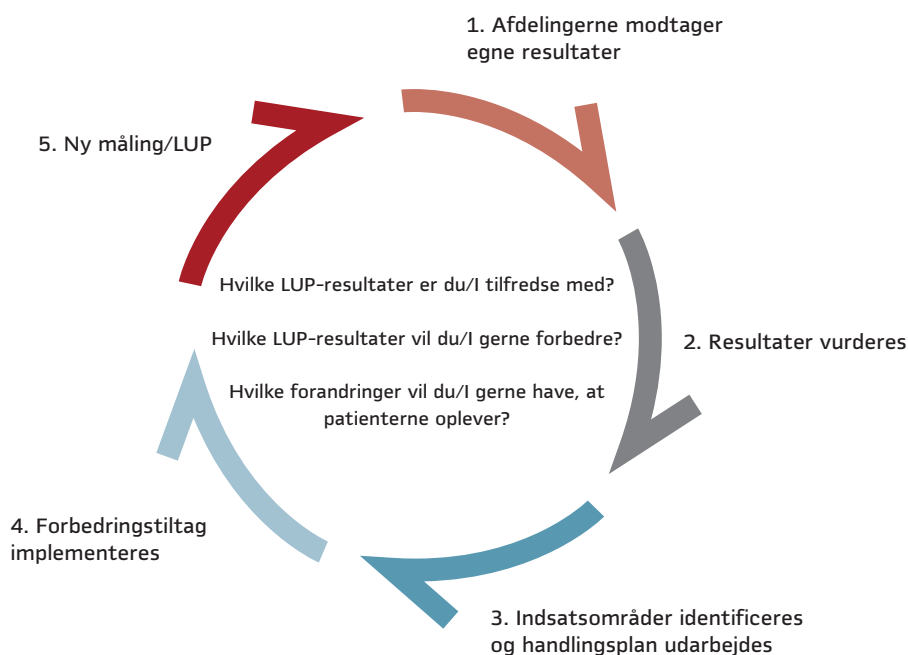 1. Afdelingerne modtager
egne resultater
5. Ny måling/LUP
Hvilke LUP-resultater er du/I tilfredse med?
Hvilke LUP-resultater vil du/I gerne forbedre?
2. Resultater vurderes
Hvilke forandringer vil du/I gerne have, at
patienterne oplever?
4. Forbedringstiltag
implementeres
3. Indsatsområder identificeres
og handlingsplan udarbejdes